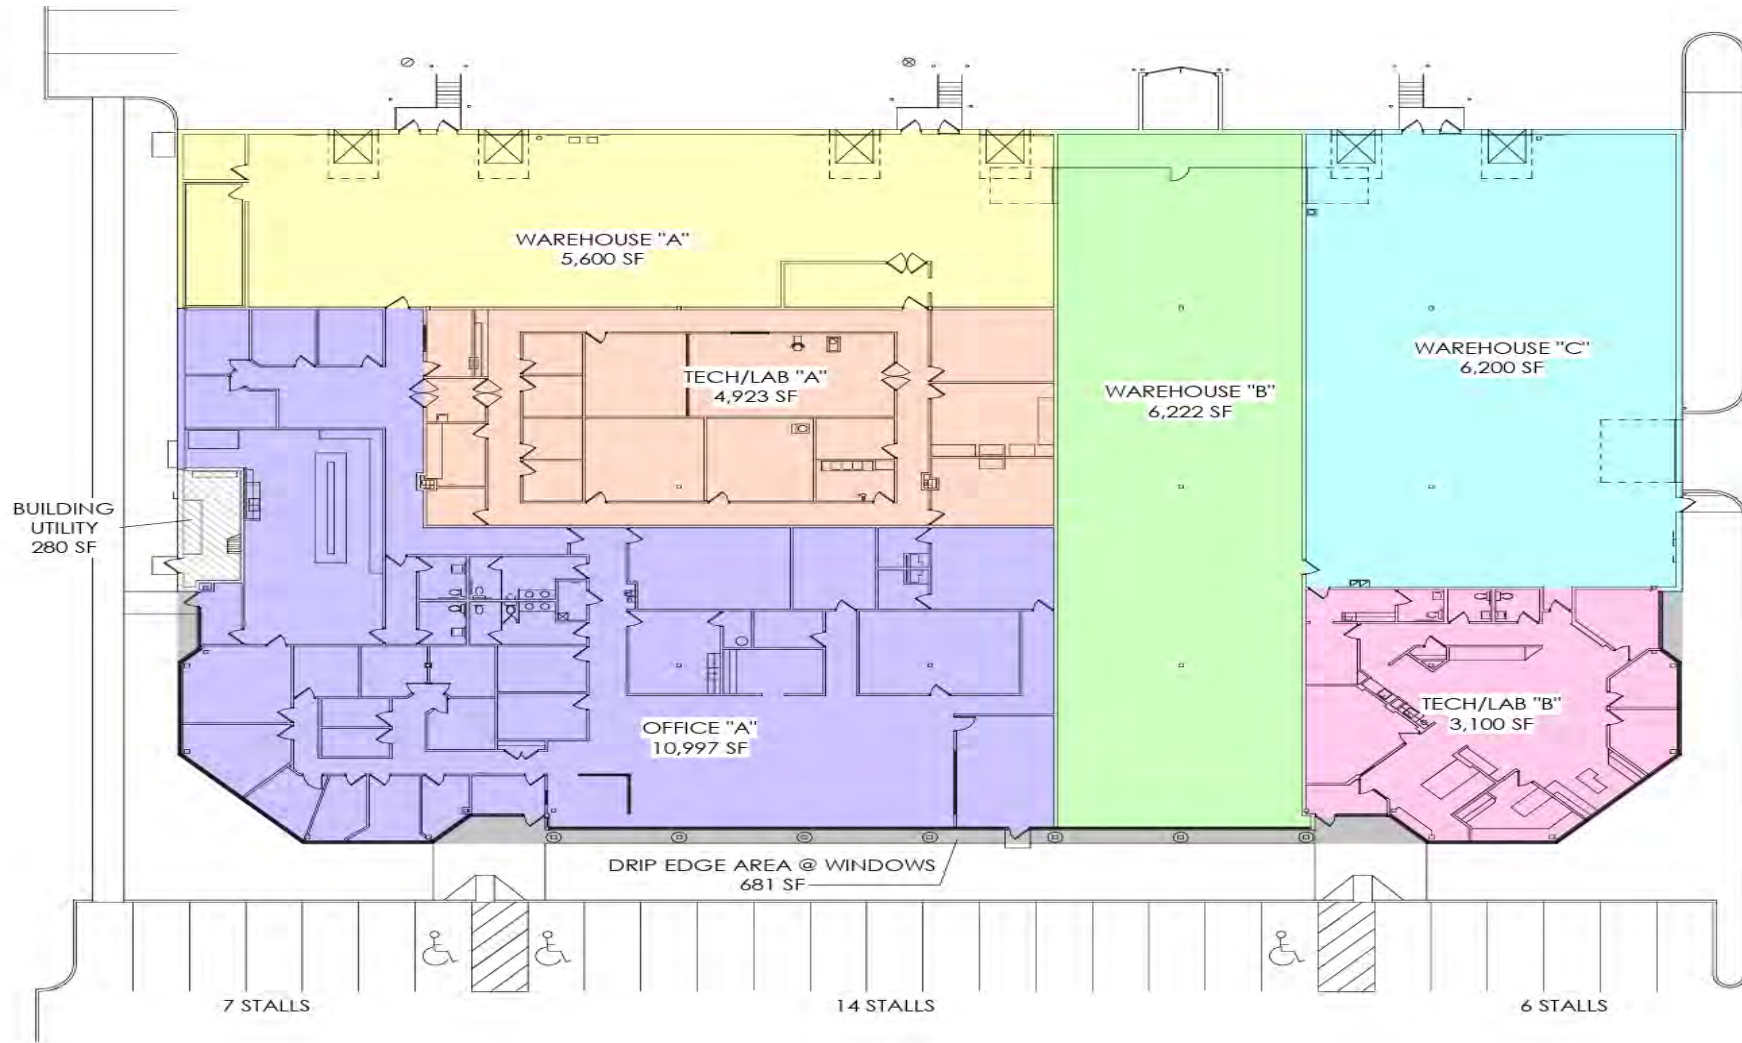 WAREHOUSE "A"
5,600 SF
WAREHOUSE "C"
6,200 SF
TECH/LAB "A"
4,923 SF
WAREHOUSE "B"
6,222 SF
BUILDING
UTILITY
280 SF
TECH/LAB "B"
3,100 SF
OFFICE "A"
10,997 SF
DRIP EDGE AREA @ WINDOWS
681 SF
7 STALLS
14 STALLS
6 STALLS